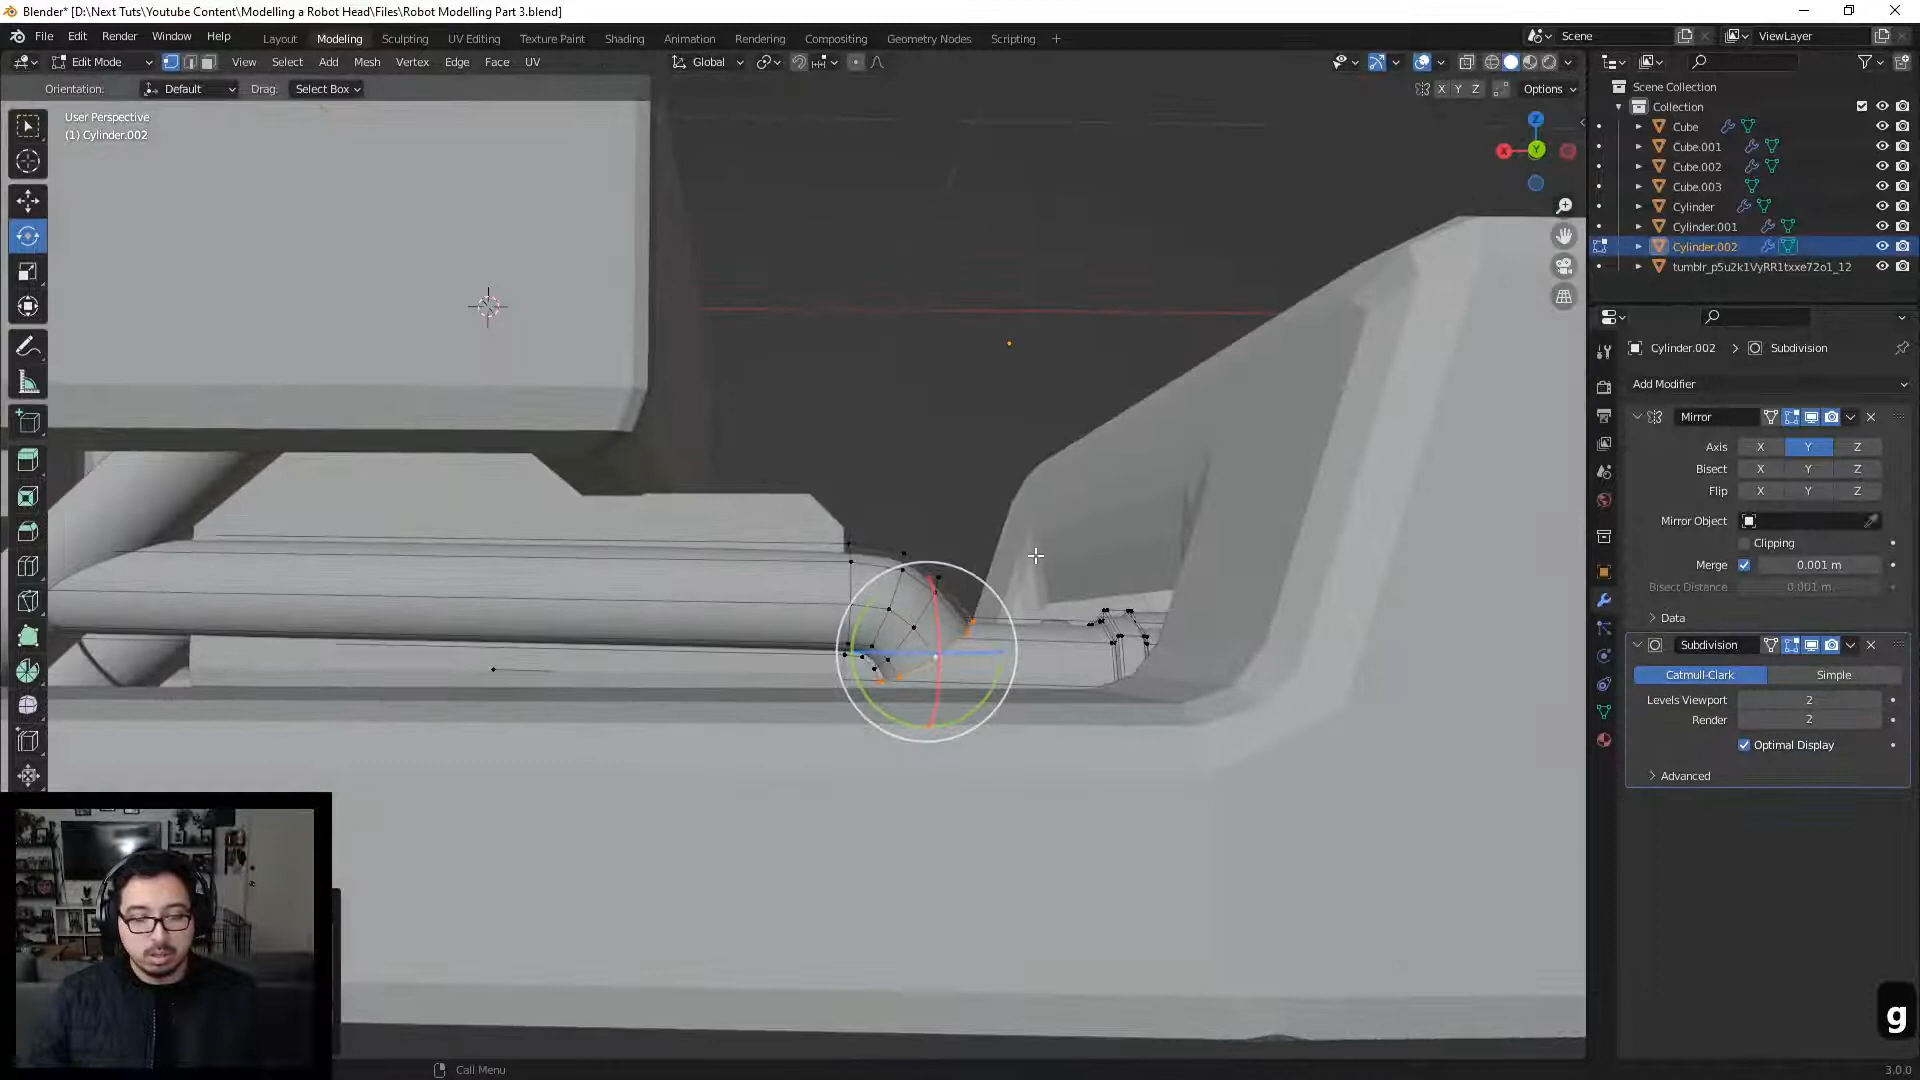 Blender* [D:\Next Tuts\Youtube Content\Modelling a Robot Head\Files\Robot Modelling Part 3.blend]
File Edit Render Window Help
Layout Modeling Sculpting UV Editing Texture Paint Shading Animation Rendering Compositing Geometry Nodes Scripting +
Scene
ViewLayer
Edit Mode View Select Add Mesh Vertex Edge Face UV
Global
Orientation: Default Drag: Select Box
X Y Z Options
User Perspective
(1) Cylinder.002
Z
X
Y
Scene Collection
Collection
Cube
Cube.001
Cube.002
Cube.003
Cylinder
Cylinder.001
Cylinder.002
tumblr_p5u2k1VyRR1txxe72o1_12
Cylinder.002 > Subdivision
Add Modifier
Mirror
Axis X Y Z
Bisect X Y Z
Flip X Y Z
Mirror Object
Clipping
Merge 0.001 m
Bisect Distance 0.001 m
Data
Subdivision
Catmull-Clark Simple
Levels Viewport 2
Render 2
Optimal Display
Advanced
g
Call Menu
3.0.0